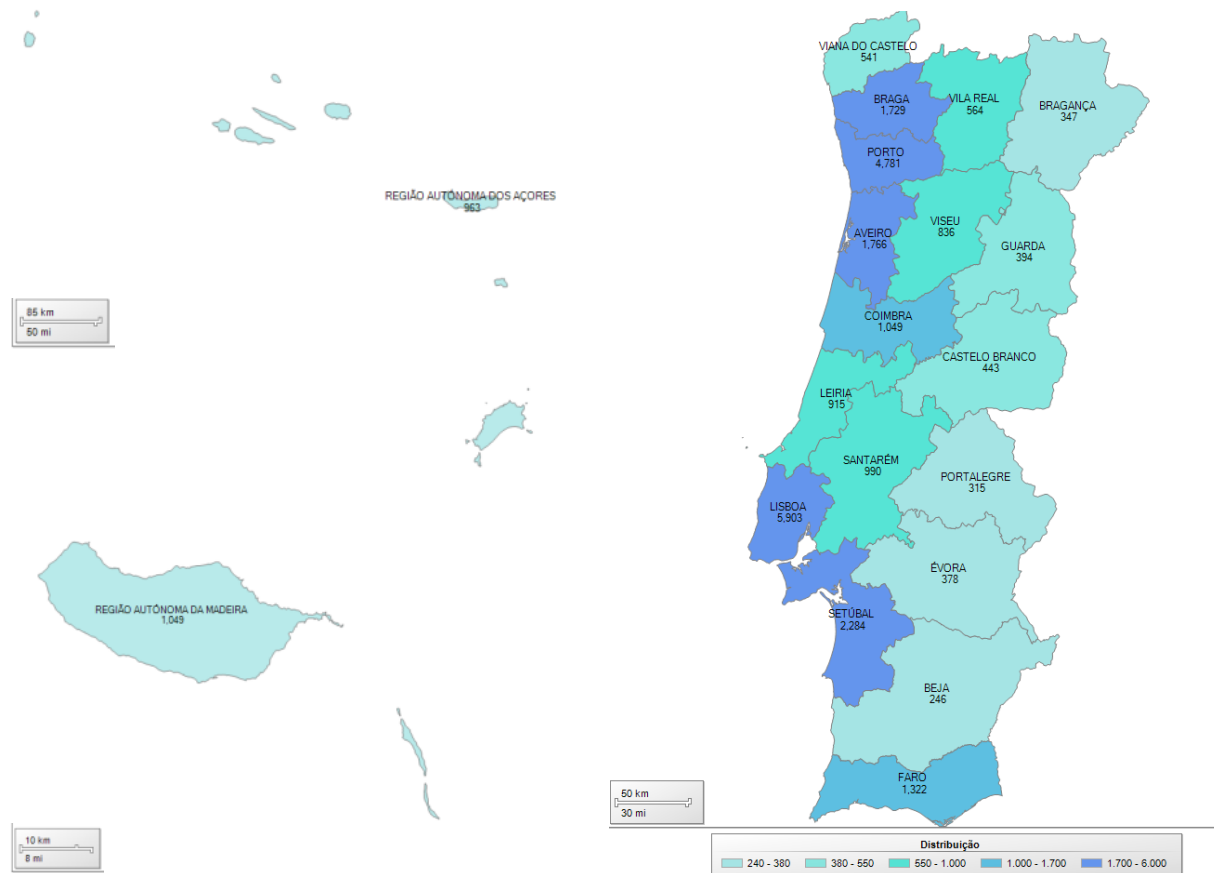 REGIÃO AUTÓNOMA DOS AÇORES
963
85 km
50 mi
REGIÃO AUTÓNOMA DA MADEIRA
1,049
10 km
8 mi
VIANA DO CASTELO
541
BRAGA
1,729
VILA REAL
564
BRAGANÇA
347
PORTO
4,781
AVEIRO
1,766
VISEU
836
GUARDA
394
COIMBRA
1,049
CASTELO BRANCO
443
LEIRIA
915
SANTARÉM
990
PORTALEGRE
315
LISBOA
5,903
ÉVORA
378
SETÚBAL
2,284
BEJA
246
FARO
1,322
50 km
30 mi
Distribuição
240 - 380
380 - 550
550 - 1.000
1.000 - 1.700
1.700 - 6.000